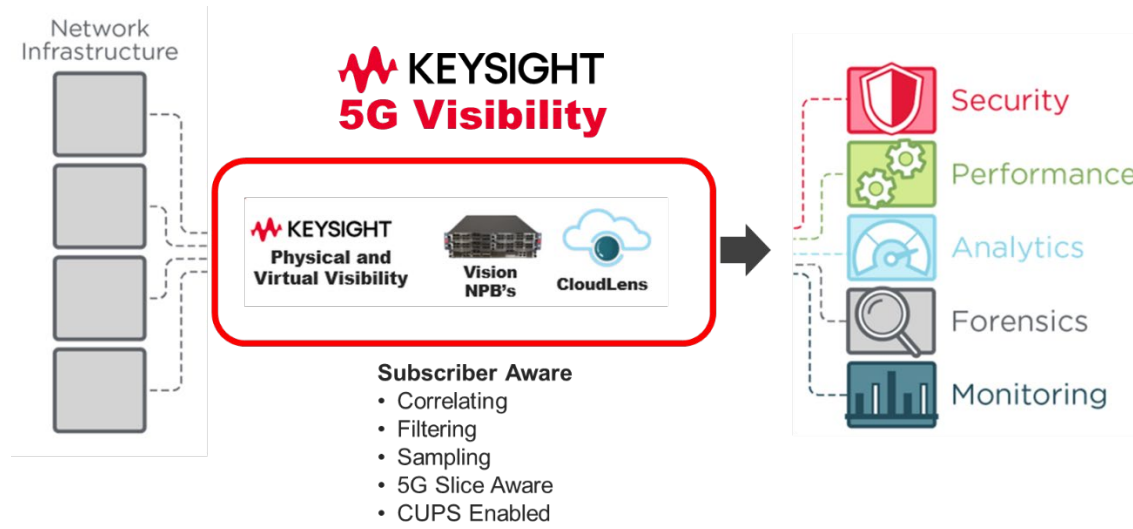 Network
Infrastructure
KEYSIGHT
5G Visibility
KEYSIGHT
Physical and
Virtual Visibility
Vision
NPB's
CloudLens
Subscriber Aware
• Correlating
• Filtering
• Sampling
• 5G Slice Aware
• CUPS Enabled
Security
Performance
Analytics
Forensics
Monitoring